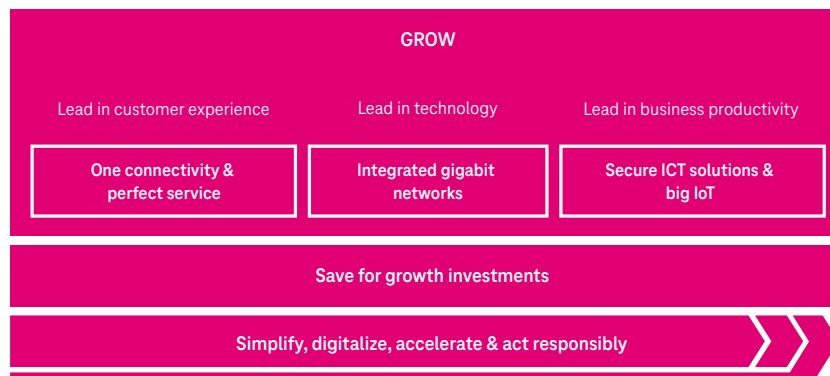 GROW
Lead in customer experience
Lead in technology
Lead in business productivity
One connectivity &
perfect service
Integrated gigabit
networks
Secure ICT solutions &
big IoT
Save for growth investments
Simplify, digitalize, accelerate & act responsibly